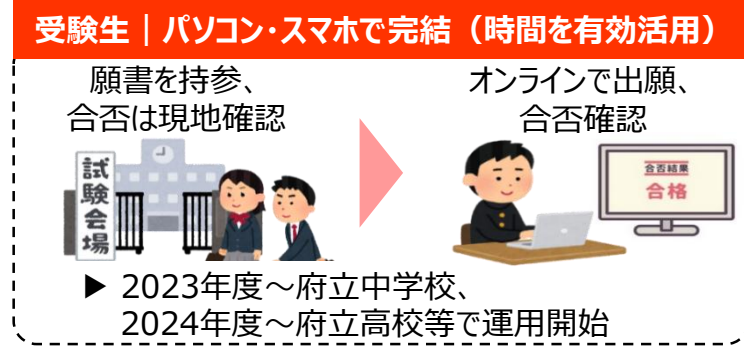 受験生｜パソコン・スマホで完結（時間を有効活用）
願書を持参、
合否は現地確認
オンラインで出願、
合否確認
試験会場
合否結果
合格
▶ 2023年度～府立中学校、
2024年度～府立高校等で運用開始